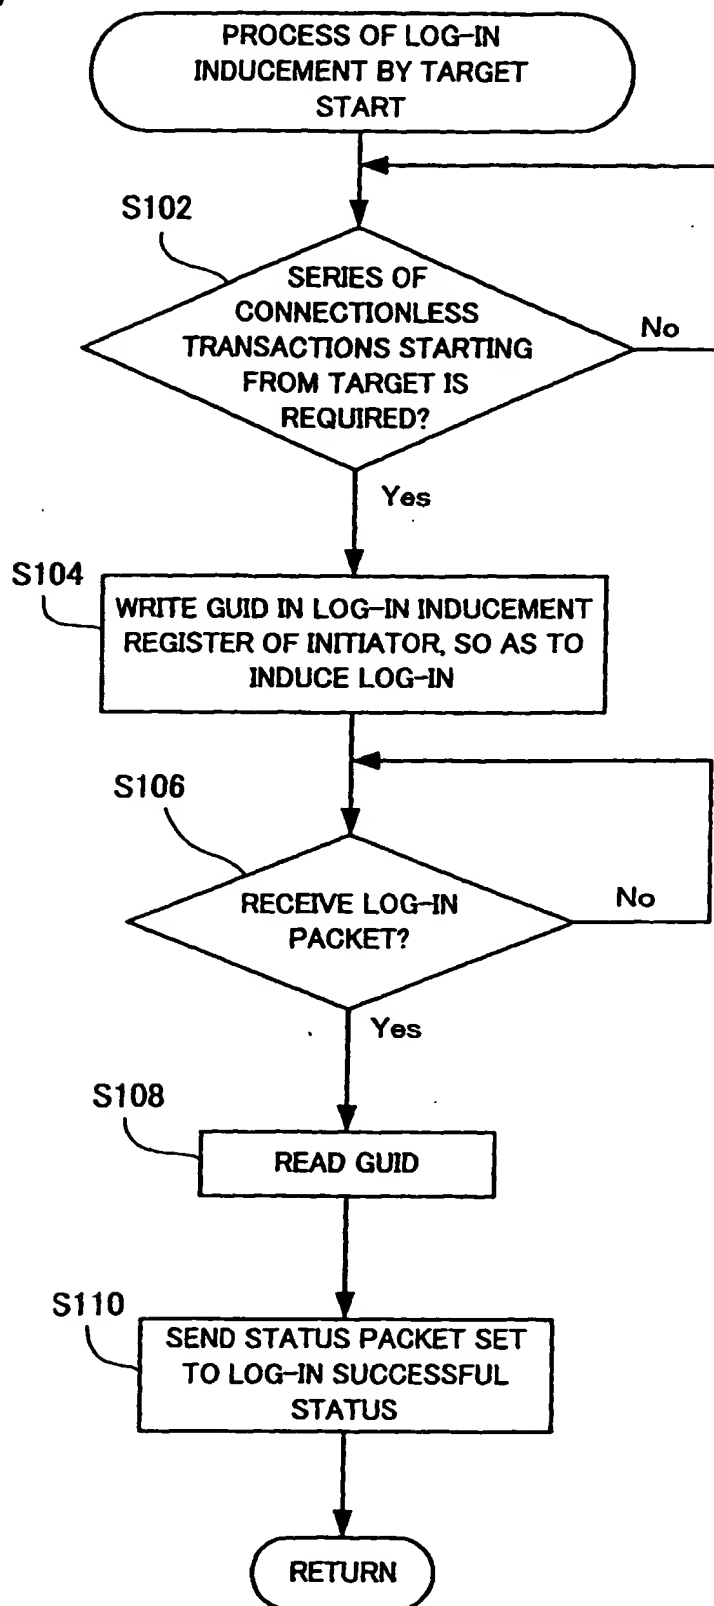 PROCESS OF LOG-IN
INDUCEMENT BY TARGET
START
S102
SERIES OF
CONNECTIONLESS
TRANSACTIONS STARTING
FROM TARGET IS
REQUIRED?
No
Yes
S104
WRITE GUID IN LOG-IN INDUCEMENT
REGISTER OF INITIATOR, SO AS TO
INDUCE LOG-IN
S106
RECEIVE LOG-IN
PACKET?
No
Yes
S108
READ GUID
S110
SEND STATUS PACKET SET
TO LOG-IN SUCCESSFUL
STATUS
RETURN